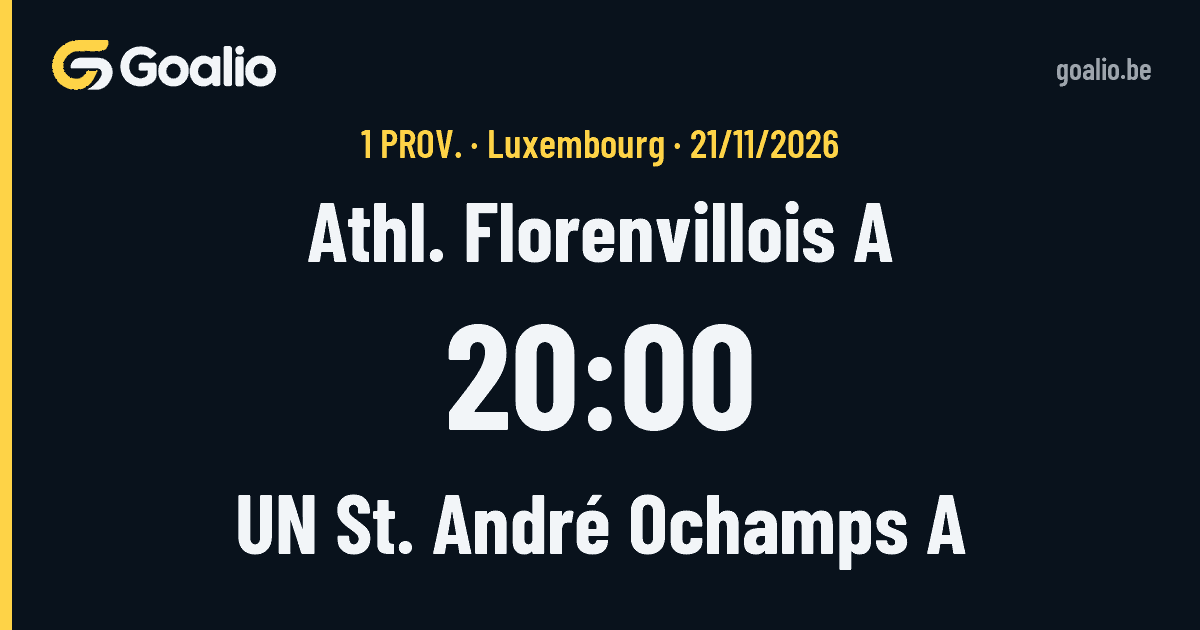 Goalio
goalio.be
1 PROV. · Luxembourg · 21/11/2026
Athl. Florenvillois A
20:00
UN St. André Ochamps A